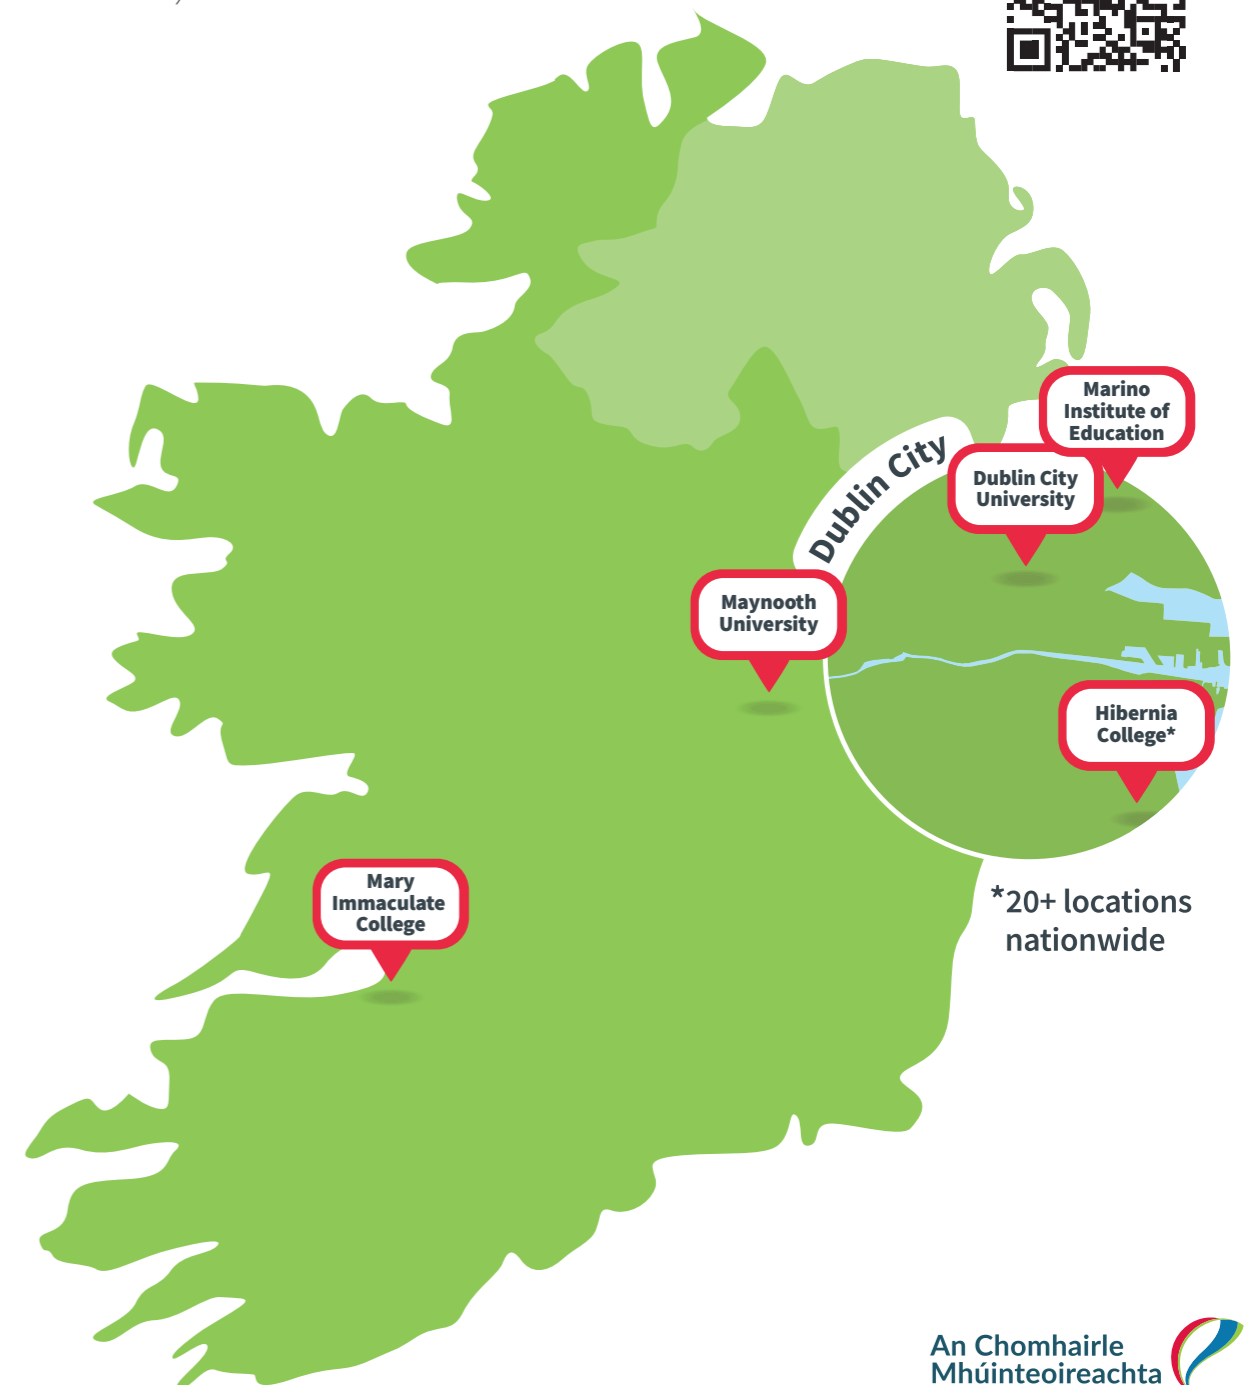 Marino
Institute of
Education
Dublin City
Dublin City
University
Maynooth
University
Hibernia
College*
Mary
Immaculate
College
*20+ locations
nationwide
An Chomhairle
Mhúinteoireachta